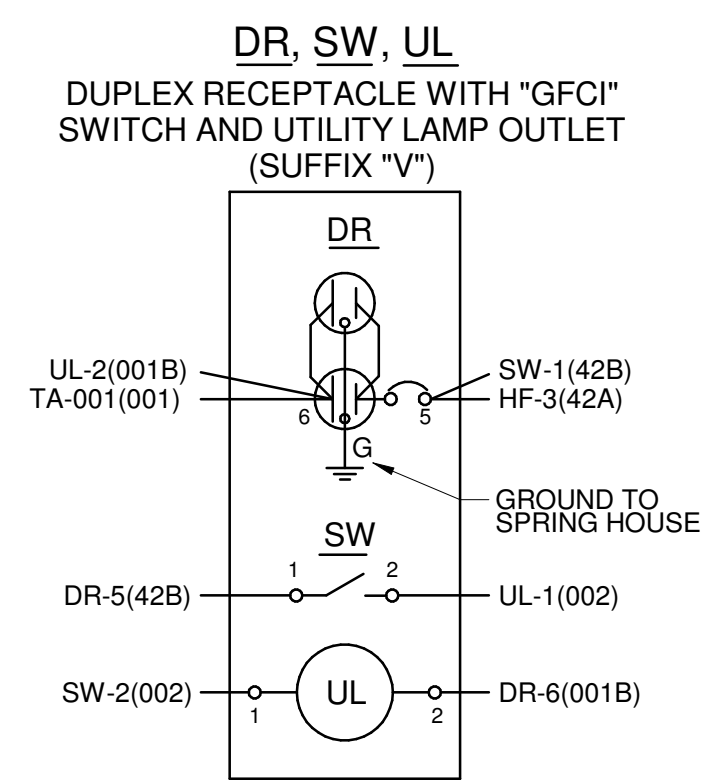 DR, SW, UL
DUPLEX RECEPTACLE WITH "GFCI"
SWITCH AND UTILITY LAMP OUTLET
(SUFFIX "V")
DR
UL-2(001B)
TA-001(001)
6
5
SW-1(42B)
HF-3(42A)
G
GROUND TO
SPRING HOUSE
SW
DR-5(42B)
1
2
UL-1(002)
SW-2(002)
1
UL
2
DR-6(001B)